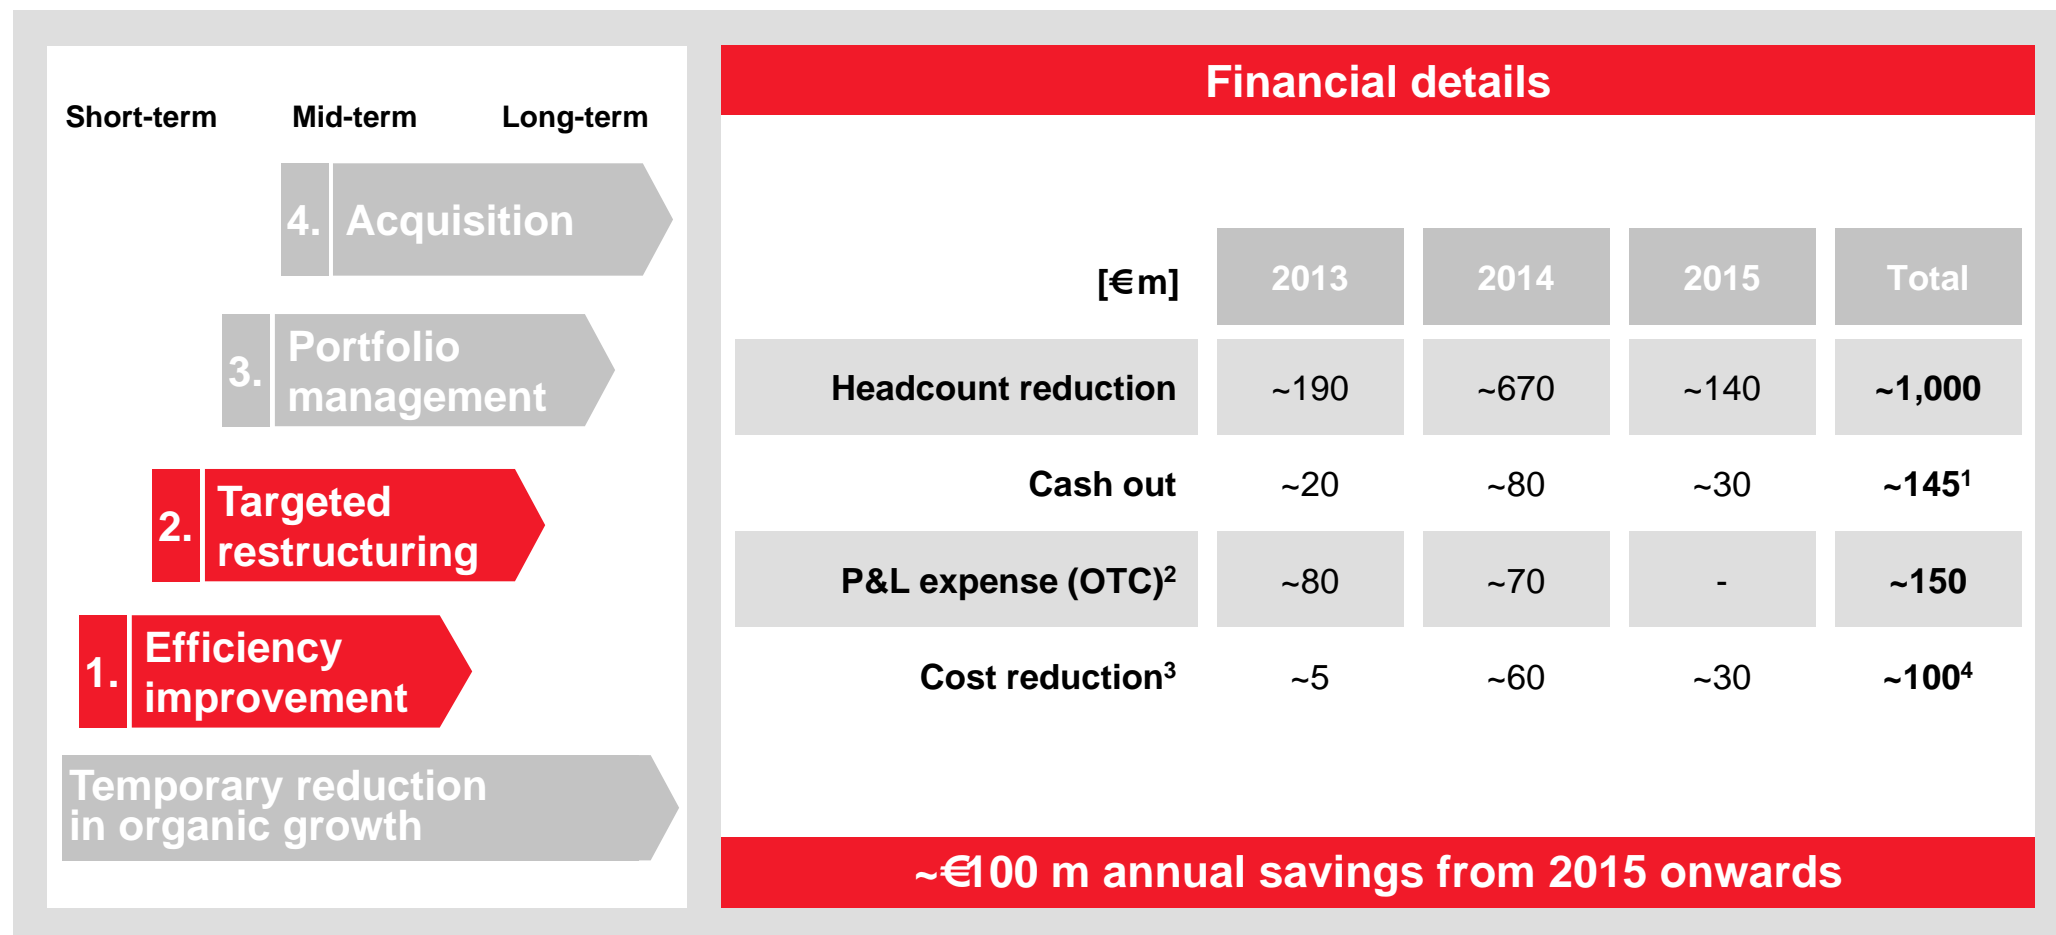 Short-term Mid-term Long-term
4. Acquisition
3. Portfolio
management
2. Targeted
restructuring
1. Efficiency
improvement
Temporary reduction
in organic growth
Financial details
[€m] 2013 2014 2015 Total
Headcount reduction ~190 ~670 ~140 ~1,000
Cash out ~20 ~80 ~30 ~145¹
P&L expense (OTC)² ~80 ~70 - ~150
Cost reduction³ ~5 ~60 ~30 ~100⁴
~€100 m annual savings from 2015 onwards